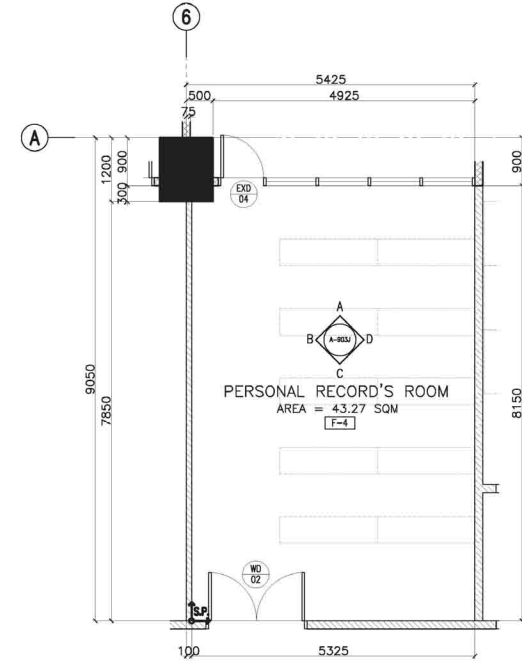 6
5425
500
4925
75
A
1200
900
300
900
EXD
04
A
B
A-903J
D
C
PERSONAL RECORD'S ROOM
AREA = 43.27 SQM
F-4
9050
7850
8150
WD
02
S.P.
100
5325